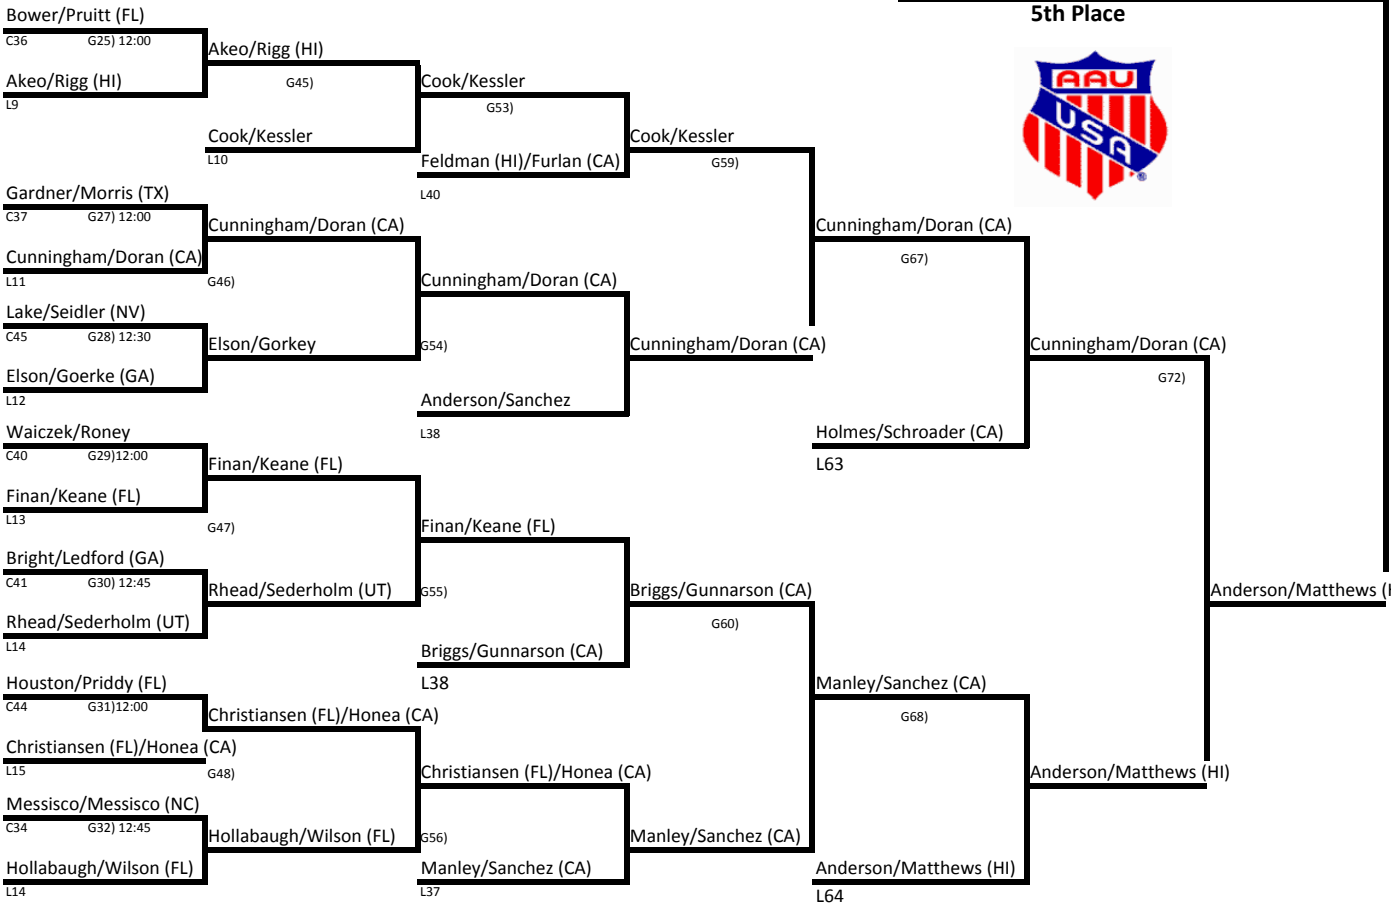 Bower/Pruitt (FL)
5th Place
C36 G25) 12:00
Akeo/Rigg (HI)
Akeo/Rigg (HI)
G45)
Cook/Kessler
L9
G53)
AAU
USA
®
Cook/Kessler
Cook/Kessler
L10
Feldman (HI)/Furlan (CA)
G59)
Gardner/Morris (TX)
L40
C37 G27) 12:00
Cunningham/Doran (CA)
Cunningham/Doran (CA)
Cunningham/Doran (CA)
G67)
L11
G46)
Cunningham/Doran (CA)
Lake/Seidler (NV)
C45 G28) 12:30
Elson/Gorkey
G54)
Cunningham/Doran (CA)
Cunningham/Doran (CA)
Elson/Goerke (GA)
G72)
L12
Anderson/Sanchez
Waiczek/Roney
L38
Holmes/Schroader (CA)
C40 G29)12:00
Finan/Keane (FL)
L63
Finan/Keane (FL)
L13
G47)
Finan/Keane (FL)
Bright/Ledford (GA)
C41 G30) 12:45
Rhead/Sederholm (UT)
G55)
Briggs/Gunnarson (CA)
Anderson/Matthews (H
Rhead/Sederholm (UT)
G60)
L14
Briggs/Gunnarson (CA)
Houston/Priddy (FL)
L38
Manley/Sanchez (CA)
C44 G31)12:00
Christiansen (FL)/Honea (CA)
G68)
Christiansen (FL)/Honea (CA)
L15
G48)
Christiansen (FL)/Honea (CA)
Anderson/Matthews (HI)
Messisco/Messisco (NC)
C34 G32) 12:45
Hollabaugh/Wilson (FL)
G56)
Manley/Sanchez (CA)
Hollabaugh/Wilson (FL)
Manley/Sanchez (CA)
Anderson/Matthews (HI)
L14
L37
L64